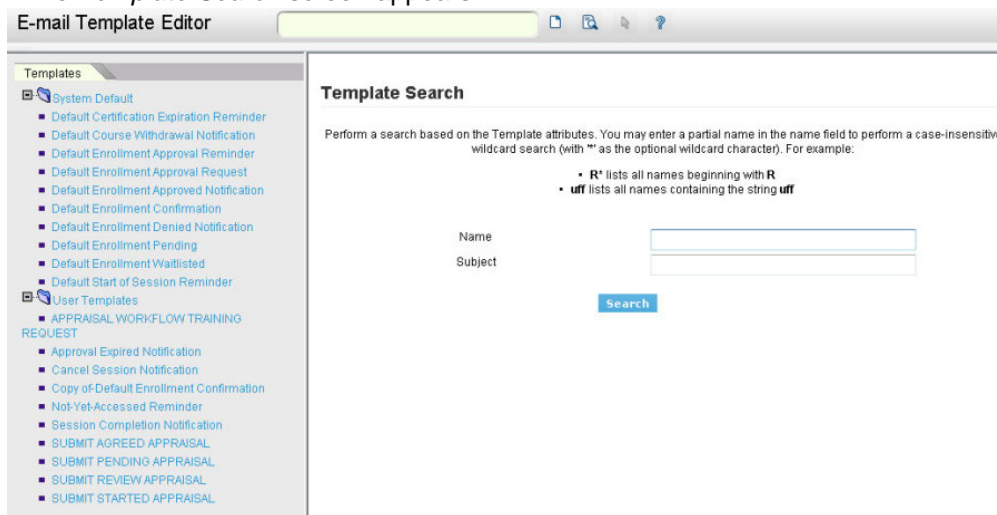 E-mail Template Editor
Templates
System Default
Default Certification Expiration Reminder
Default Course Withdrawal Notification
Default Enrollment Approval Reminder
Default Enrollment Approval Request
Default Enrollment Approved Notification
Default Enrollment Confirmation
Default Enrollment Denied Notification
Default Enrollment Pending
Default Enrollment Waitlisted
Default Start of Session Reminder
User Templates
APPRAISAL WORKFLOW TRAINING
REQUEST
Approval Expired Notification
Cancel Session Notification
Copy of-Default Enrollment Confirmation
Not-Yet-Accessed Reminder
Session Completion Notification
SUBMIT AGREED APPRAISAL
SUBMIT PENDING APPRAISAL
SUBMIT REVIEW APPRAISAL
SUBMIT STARTED APPRAISAL
Template Search
Perform a search based on the Template attributes. You may enter a partial name in the name field to perform a case-insensitive
wildcard search (with '*' as the optional wildcard character). For example:
• R* lists all names beginning with R
• uff lists all names containing the string uff
Name
Subject
Search